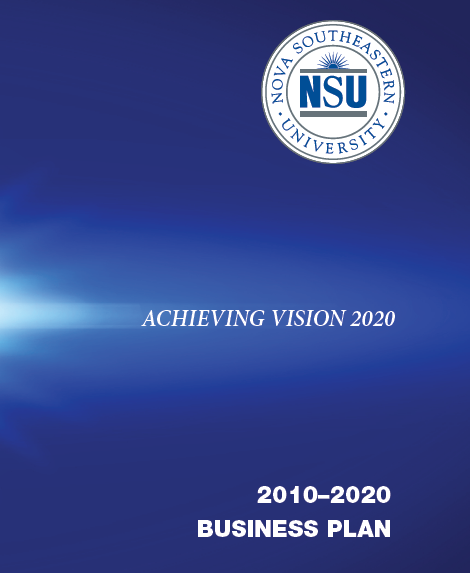 NOVA SOUTHEASTERN
NSU
UNIVERSITY
ACHIEVING VISION 2020
2010–2020
BUSINESS PLAN